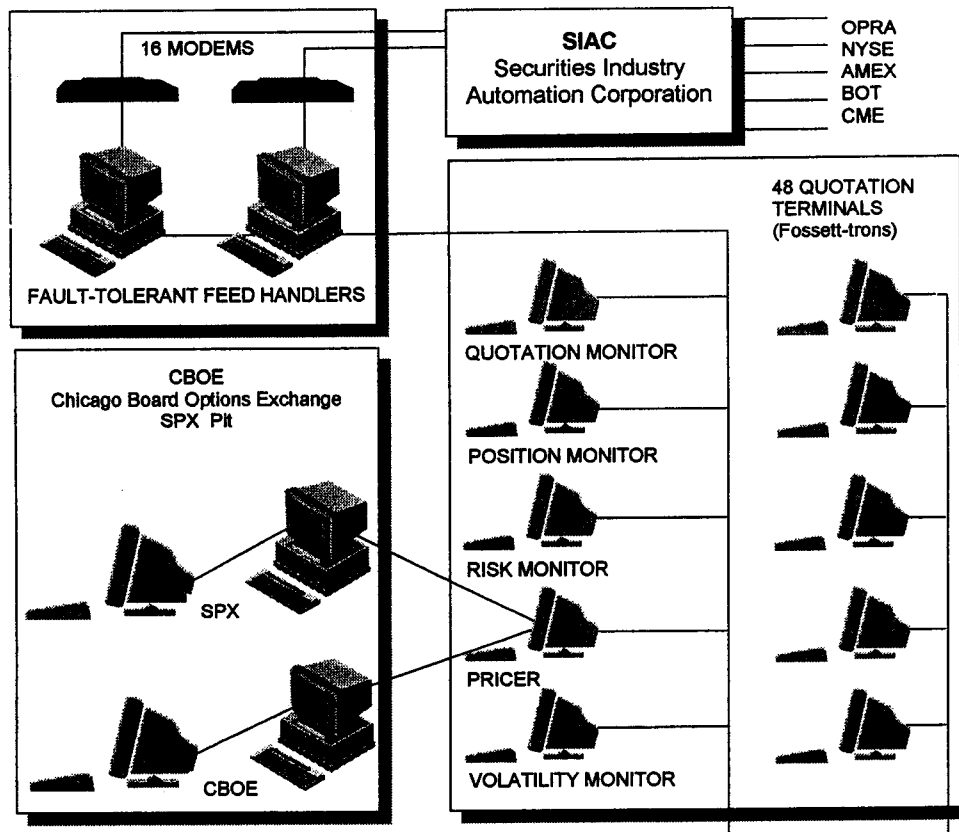 16 MODEMS
FAULT-TOLERANT FEED HANDLERS
SIAC
Securities Industry
Automation Corporation
OPRA
NYSE
AMEX
BOT
CME
48 QUOTATION
TERMINALS
(Fossett-trons)
QUOTATION MONITOR
POSITION MONITOR
RISK MONITOR
PRICER
VOLATILITY MONITOR
CBOE
Chicago Board Options Exchange
SPX Pit
SPX
CBOE